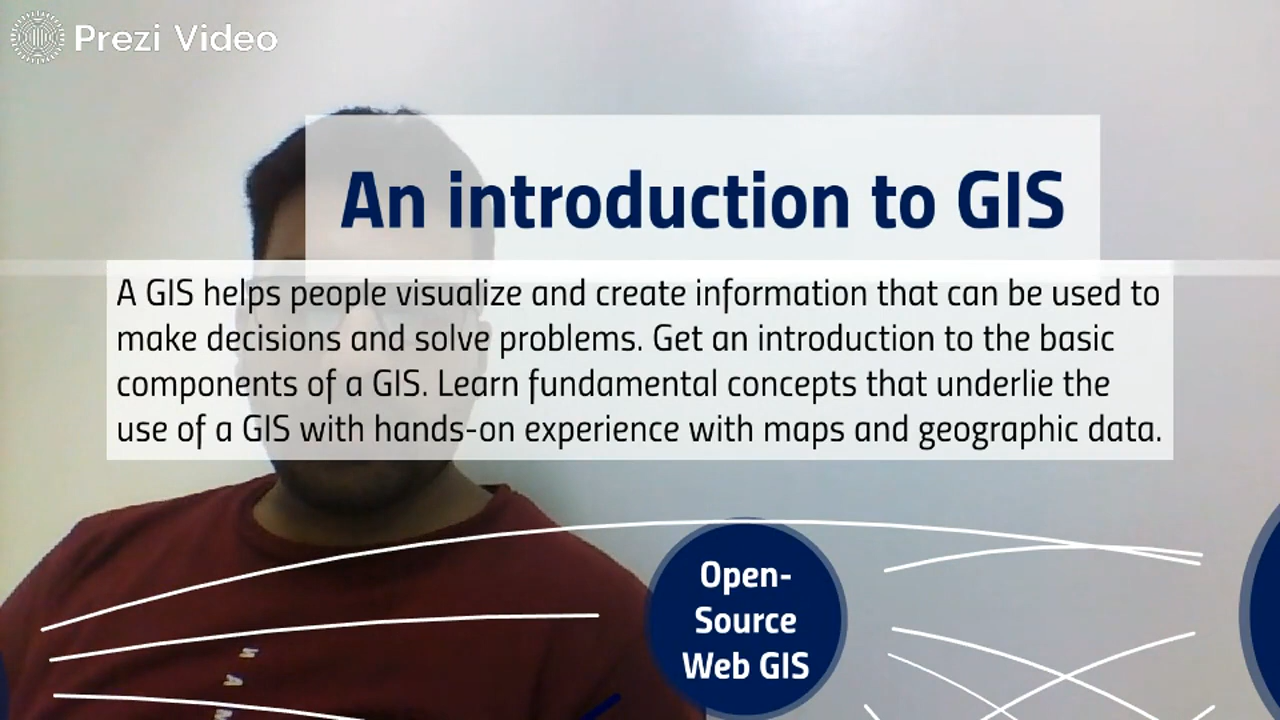 Prezi Video
An introduction to GIS
A GIS helps people visualize and create information that can be used to
make decisions and solve problems. Get an introduction to the basic
components of a GIS. Learn fundamental concepts that underlie the
use of a GIS with hands-on experience with maps and geographic data.
Open-
Source
Web GIS